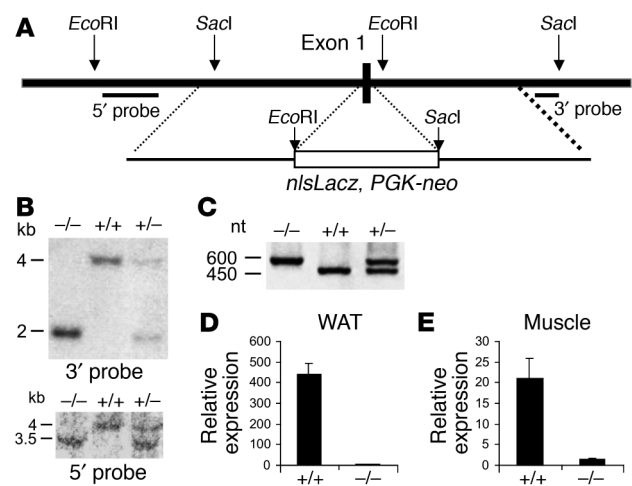 A
EcoRI
SacI
Exon 1
EcoRI
SacI
5′ probe
3′ probe
EcoRI
SacI
nlsLacz, PGK-neo
B
kb
–/– +/+ +/–
4
2
3′ probe
kb
–/– +/+ +/–
4
3.5
5′ probe
C
nt
–/– +/+ +/–
600
450
D
WAT
Relative
expression
600
500
400
300
200
100
0
+/+ –/–
E
Muscle
Relative
expression
30
25
20
15
10
5
0
+/+ –/–